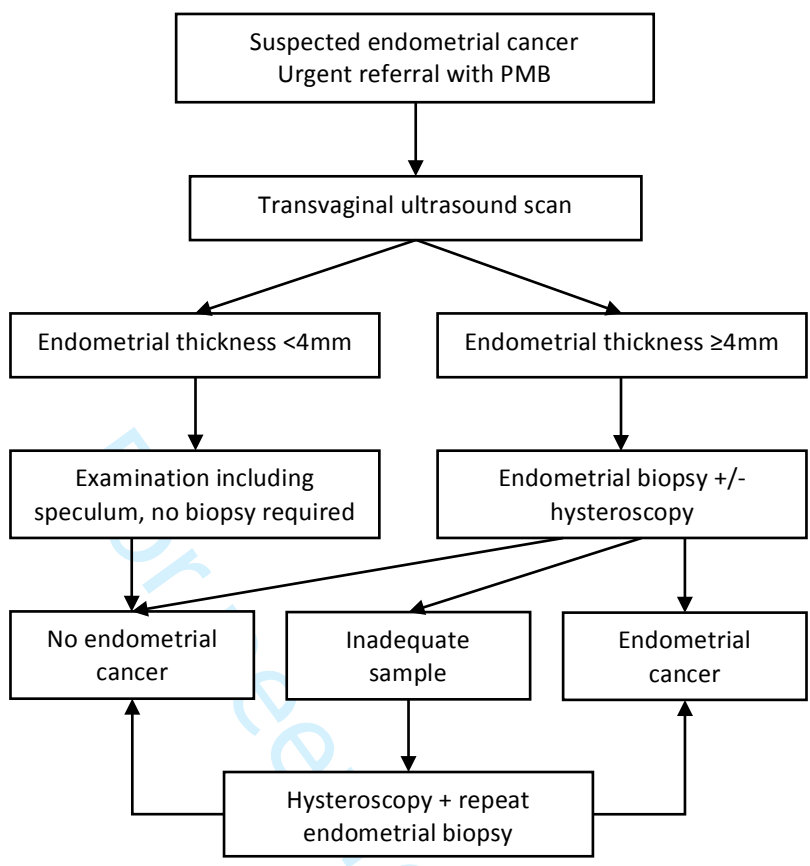 Suspected endometrial cancer
Urgent referral with PMB
Transvaginal ultrasound scan
Endometrial thickness <4mm
Endometrial thickness ≥4mm
Examination including
speculum, no biopsy required
Endometrial biopsy +/-
hysteroscopy
No endometrial
cancer
Inadequate
sample
Endometrial
cancer
Hysteroscopy + repeat
endometrial biopsy